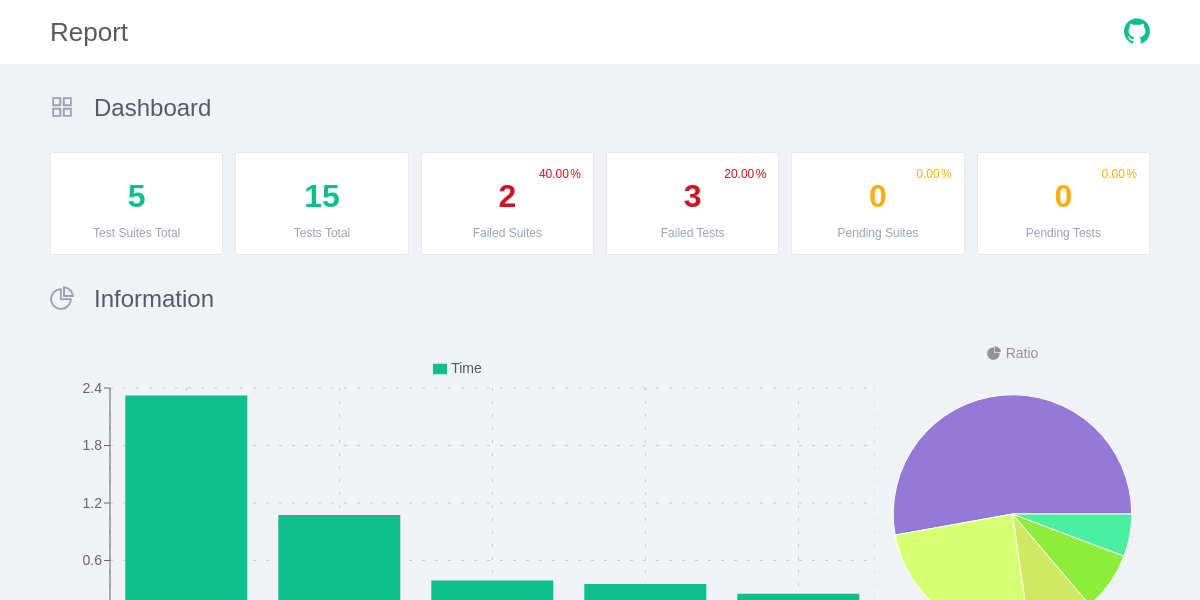 Report
Dashboard
5
Test Suites Total
15
Tests Total
40.00%
2
Failed Suites
20.00%
3
Failed Tests
0.00%
0
Pending Suites
0.00%
0
Pending Tests
Information
Time
2.4
1.8
1.2
0.6
Ratio